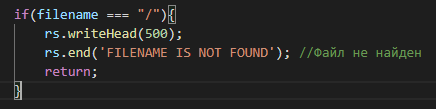 if(filename === "/"){
rs.writeHead(500);
rs.end('FILENAME IS NOT FOUND'); //Файл не найден
return;
}